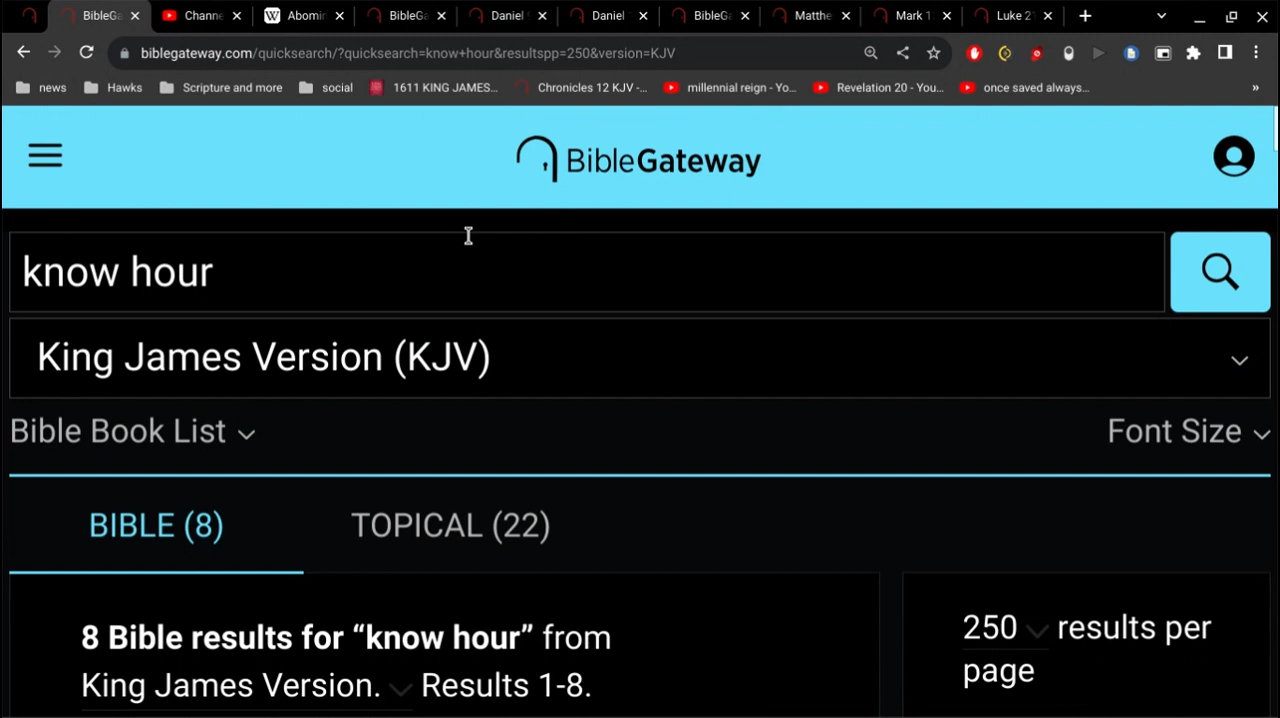 BibleGa
Channe
W
Abomin
BibleGa
Daniel 9
Daniel
BibleGa
Matthe
Mark 1
Luke 21
biblegateway.com/quicksearch/?quicksearch=know+hour&resultspp=250&version=KJV
news
Hawks
Scripture and more
social
1611 KING JAMES...
Chronicles 12 KJV -...
millennial reign - Yo...
Revelation 20 - You...
once saved always...
»
BibleGateway
know hour
King James Version (KJV)
Bible Book List
Font Size
BIBLE (8)
TOPICAL (22)
8 Bible results for “know hour” from
King James Version. Results 1-8.
250 results per
page